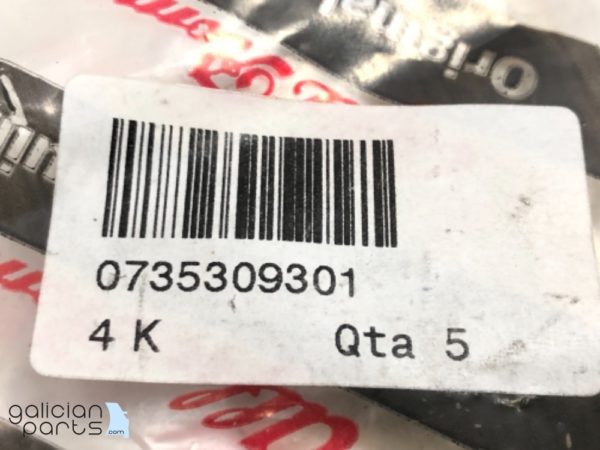 Original
0735309301
4 K
Qta 5
galician
parts.com